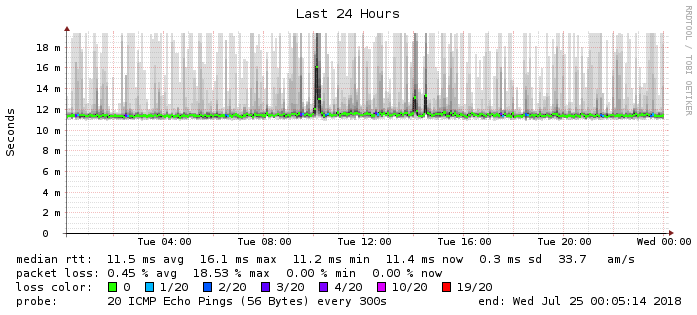 Last 24 Hours
RRDTOOL / TOBI OETIKER
Seconds
18 m
16 m
14 m
12 m
10 m
8 m
6 m
4 m
2 m
0
Tue 04:00 Tue 08:00 Tue 12:00 Tue 16:00 Tue 20:00 Wed 00:00
median rtt: 11.5 ms avg 16.1 ms max 11.2 ms min 11.4 ms now 0.3 ms sd 33.7 am/s
packet loss: 0.45 % avg 18.53 % max 0.00 % min 0.00 % now
loss color: 0 1/20 2/20 3/20 4/20 10/20 19/20
probe: 20 ICMP Echo Pings (56 Bytes) every 300s end: Wed Jul 25 00:05:14 2018